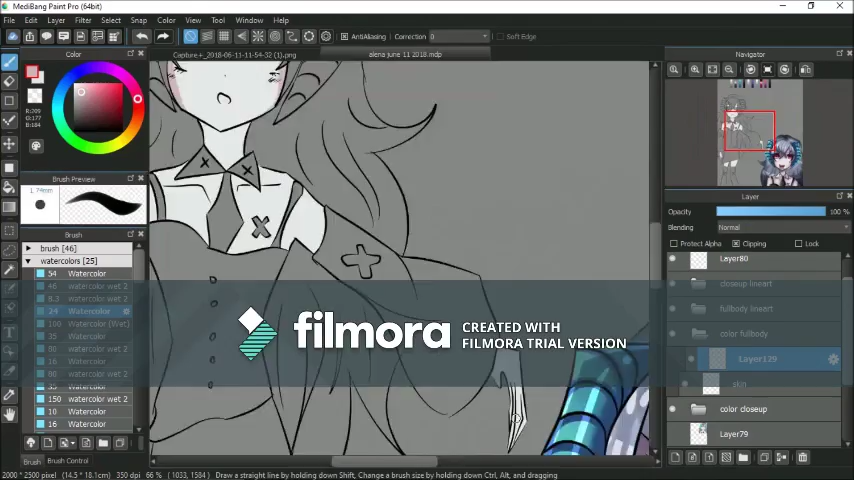 MediBang Paint Pro (64bit)
File Edit Layer Filter Select Snap Color View Tool Window Help
AntiAliasing Correction 0 Soft Edge
Color
Capture.+_2018-06-11-11-54-32 (1).png
alena june 11 2018.mdp
Navigator
R:209
G:177
B:184
Brush Preview
1.74mm
Layer
Opacity 100 %
Blending Normal
Protect Alpha Clipping Lock
Brush
brush [46]
watercolors [25]
54 Watercolor
46 watercolor wet 2
8.3 watercolor wet 2
24 Watercolor
100 Watercolor (Wet)
35 Watercolor
80 watercolor wet 2
16 Watercolor
80 watercolor wet 2
35 Watercolor
150 watercolor wet 2
10 Watercolor
16 Watercolor
Layer80
closeup lineart
fullbody lineart
color fullbody
Layer129
skin
color closeup
Layer79
filmora
CREATED WITH
FILMORA TRIAL VERSION
Brush Brush Control
2000 * 2500 pixel (14.5 * 18.1cm) 350 dpi 66 % (1033, 1584) Draw a straight line by holding down Shift, Change a brush size by holding down Ctrl, Alt, and dragging